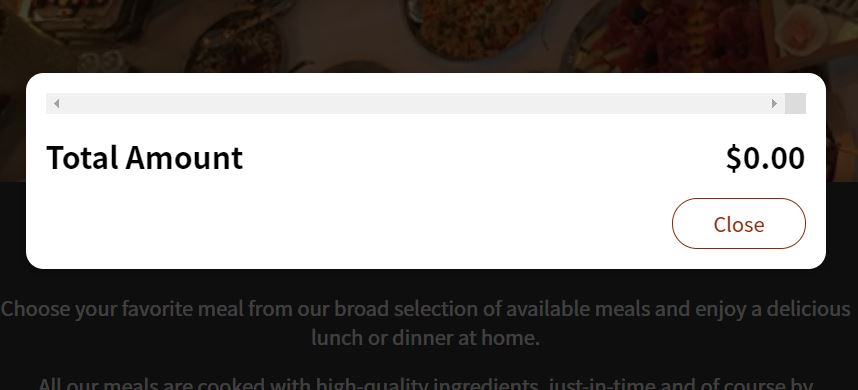 Total Amount
$0.00
Close
Choose your favorite meal from our broad selection of available meals and enjoy a delicious
lunch or dinner at home.
All our meals are cooked with high-quality ingredients, just-in-time and of course by